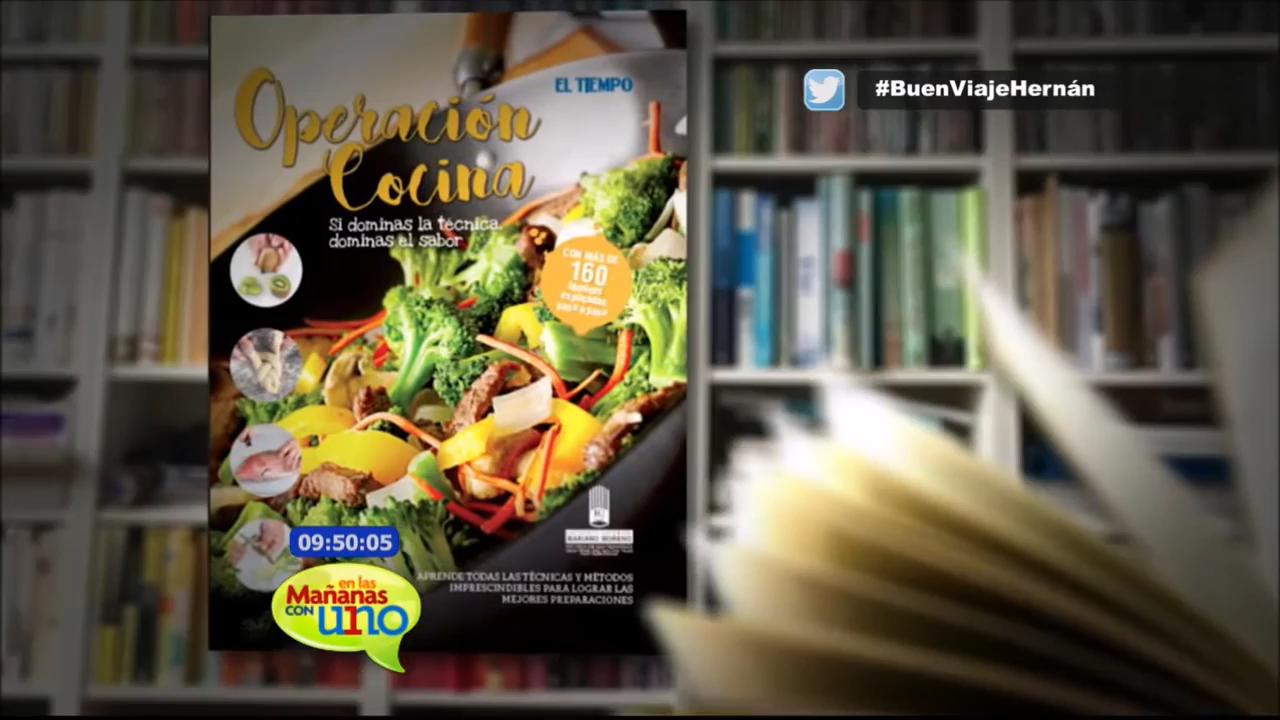 EL TIEMPO
Operación
Cocina
Si dominas la técnica,
dominas el sabor
CON MÁS DE
160
técnicas
explicadas
paso a paso
MARIANO MORENO
APRENDE TODAS LAS TÉCNICAS Y MÉTODOS
IMPRESCINDIBLES PARA LOGRAR LAS
MEJORES PREPARACIONES
#BuenViajeHernán
09:50:05
en las
Mañanas
CON
uno